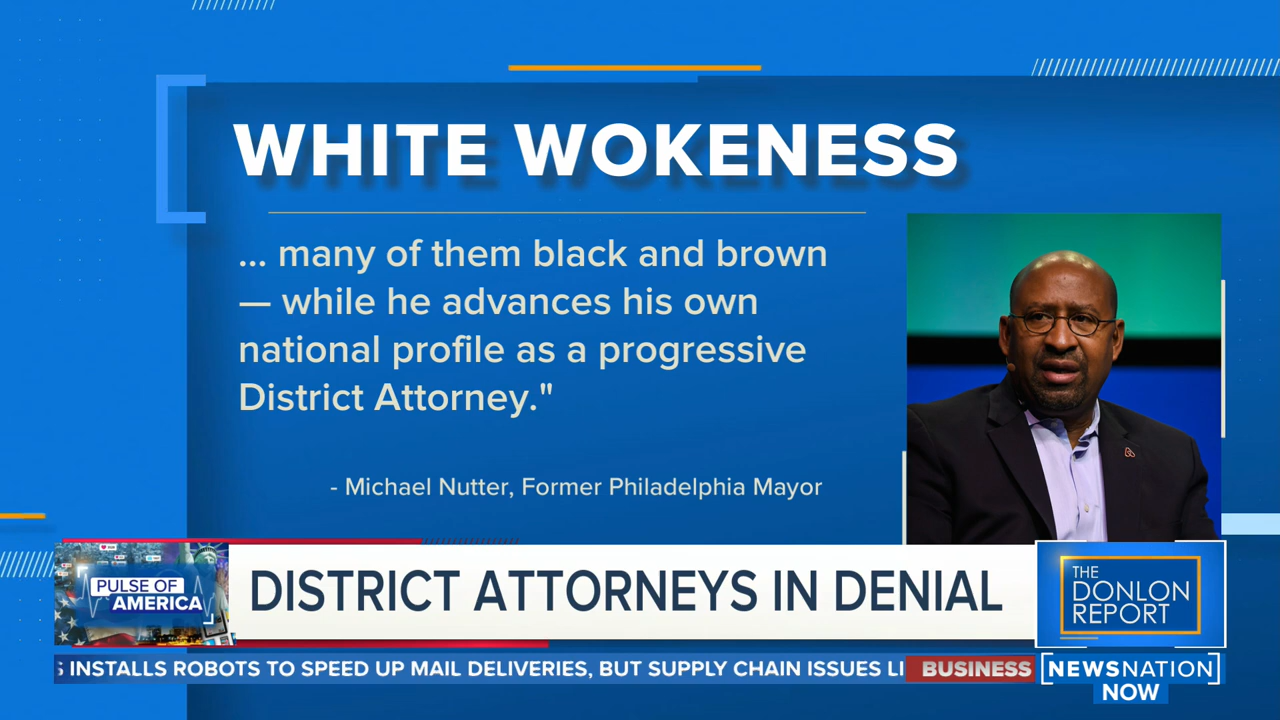 WHITE WOKENESS
... many of them black and brown
— while he advances his own
national profile as a progressive
District Attorney."
- Michael Nutter, Former Philadelphia Mayor
PULSE OF
AMERICA
DISTRICT ATTORNEYS IN DENIAL
THE
DONLON
REPORT
INSTALLS ROBOTS TO SPEED UP MAIL DELIVERIES, BUT SUPPLY CHAIN ISSUES LI
BUSINESS
NEWSNATION
NOW